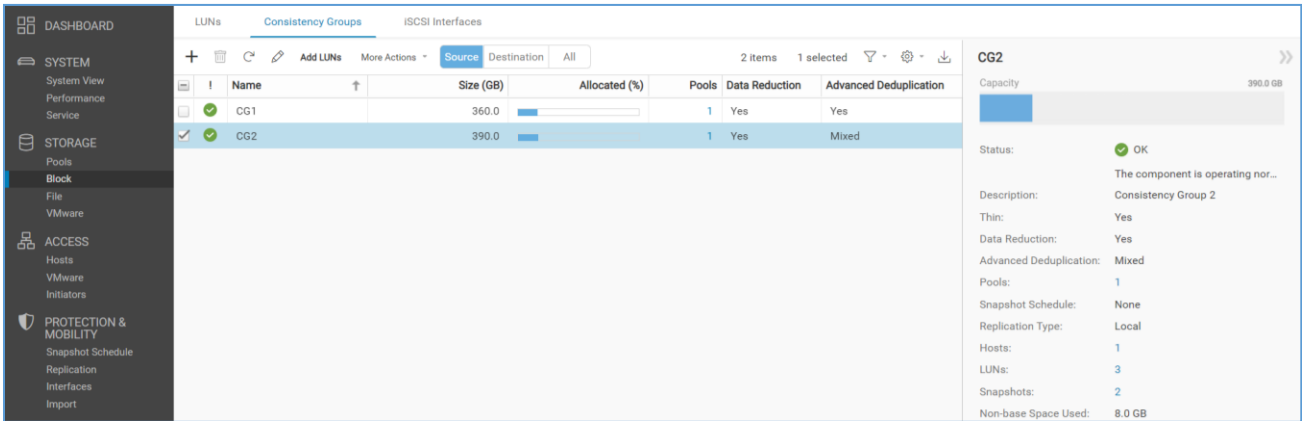 DASHBOARD
SYSTEM
System View
Performance
Service
STORAGE
Pools
Block
File
VMware
ACCESS
Hosts
VMware
Initiators
PROTECTION &
MOBILITY
Snapshot Schedule
Replication
Interfaces
Import
LUNs Consistency Groups iSCSI Interfaces
Add LUNs More Actions Source Destination All 2 items 1 selected
! Name Size (GB) Allocated (%) Pools Data Reduction Advanced Deduplication
CG1 360.0 1 Yes Yes
CG2 390.0 1 Yes Mixed
CG2
Capacity 390.0 GB
Status: OK
The component is operating nor...
Description: Consistency Group 2
Thin: Yes
Data Reduction: Yes
Advanced Deduplication: Mixed
Pools: 1
Snapshot Schedule: None
Replication Type: Local
Hosts: 1
LUNs: 3
Snapshots: 2
Non-base Space Used: 8.0 GB